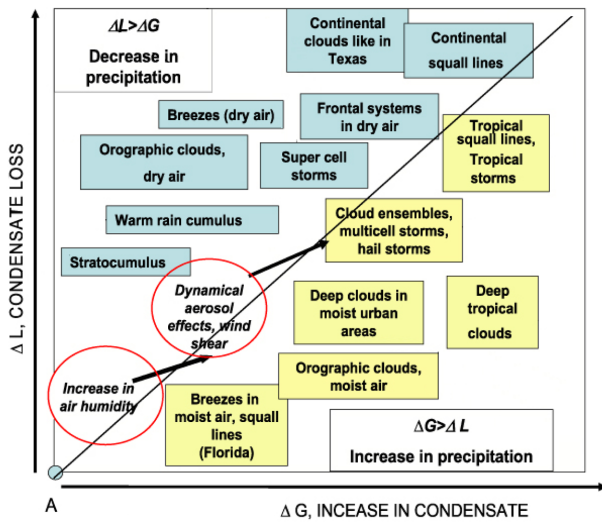 ΔL>ΔG
Decrease in
precipitation
Continental
clouds like in
Texas
Continental
squall lines
Breezes (dry air)
Frontal systems
in dry air
Tropical
squall lines,
Tropical
storms
Orographic clouds,
dry air
Super cell
storms
Warm rain cumulus
Cloud ensembles,
multicell storms,
hail storms
Stratocumulus
Dynamical
aerosol
effects, wind
shear
Deep clouds in
moist urban
areas
Deep
tropical
clouds
Increase in
air humidity
Orographic clouds,
moist air
Breezes in
moist air, squall
lines
(Florida)
ΔG>Δ L
Increase in precipitation
Δ L, CONDENSATE LOSS
A
Δ G, INCEASE IN CONDENSATE